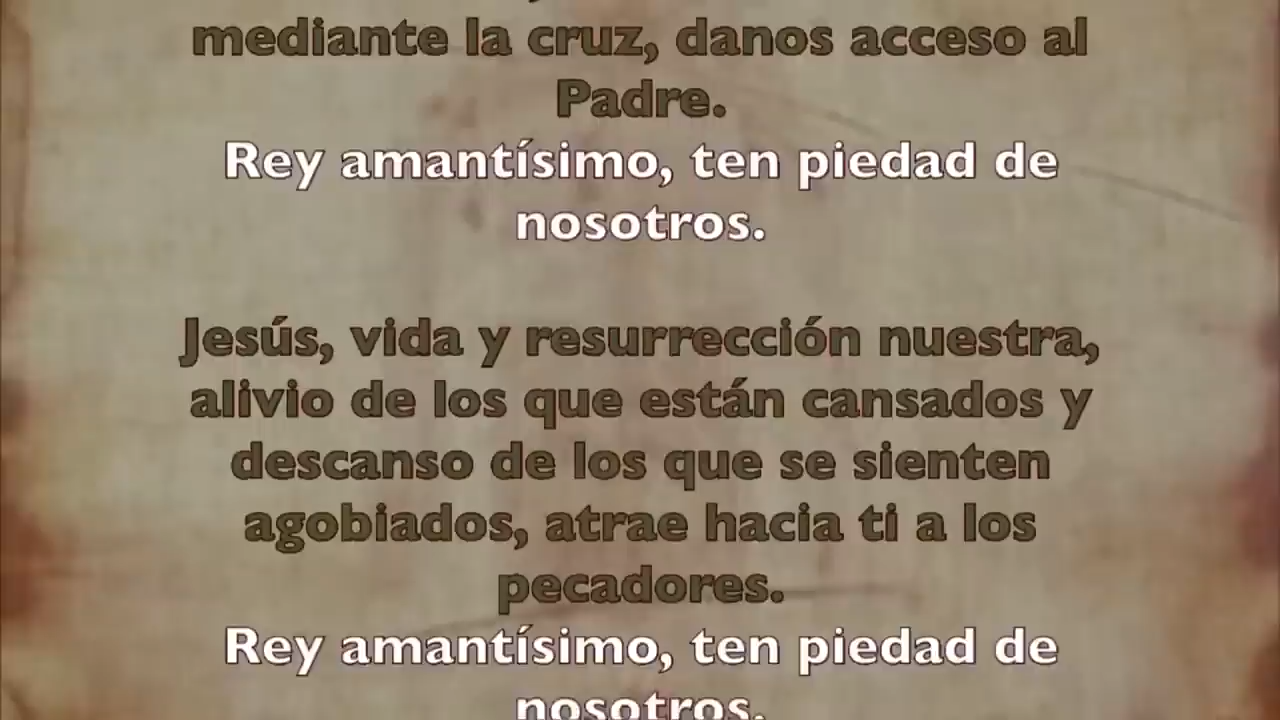 mediante la cruz, danos acceso al
Padre.
Rey amantísimo, ten piedad de
nosotros.
Jesús, vida y resurrección nuestra,
alivio de los que están cansados y
descanso de los que se sienten
agobiados, atrae hacia ti a los
pecadores.
Rey amantísimo, ten piedad de
nosotros.